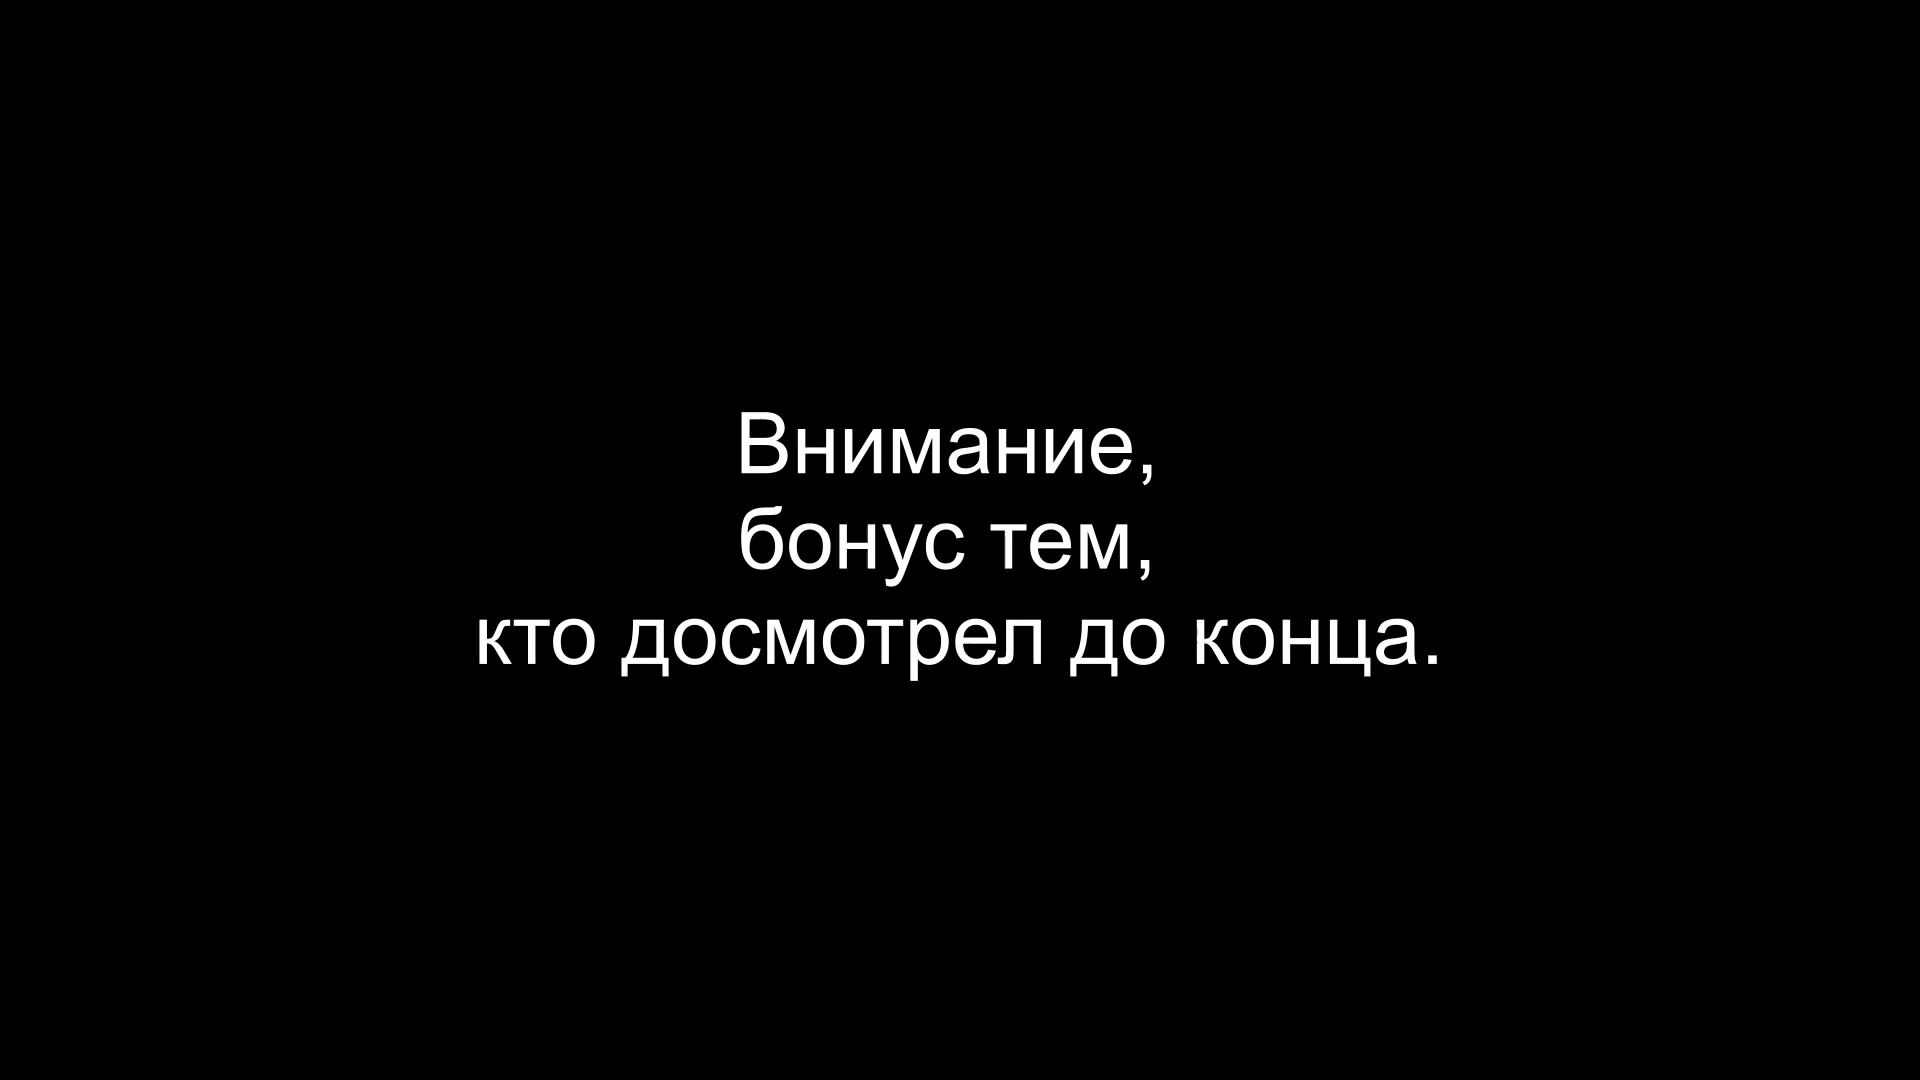 Внимание,
бонус тем,
кто досмотрел до конца.